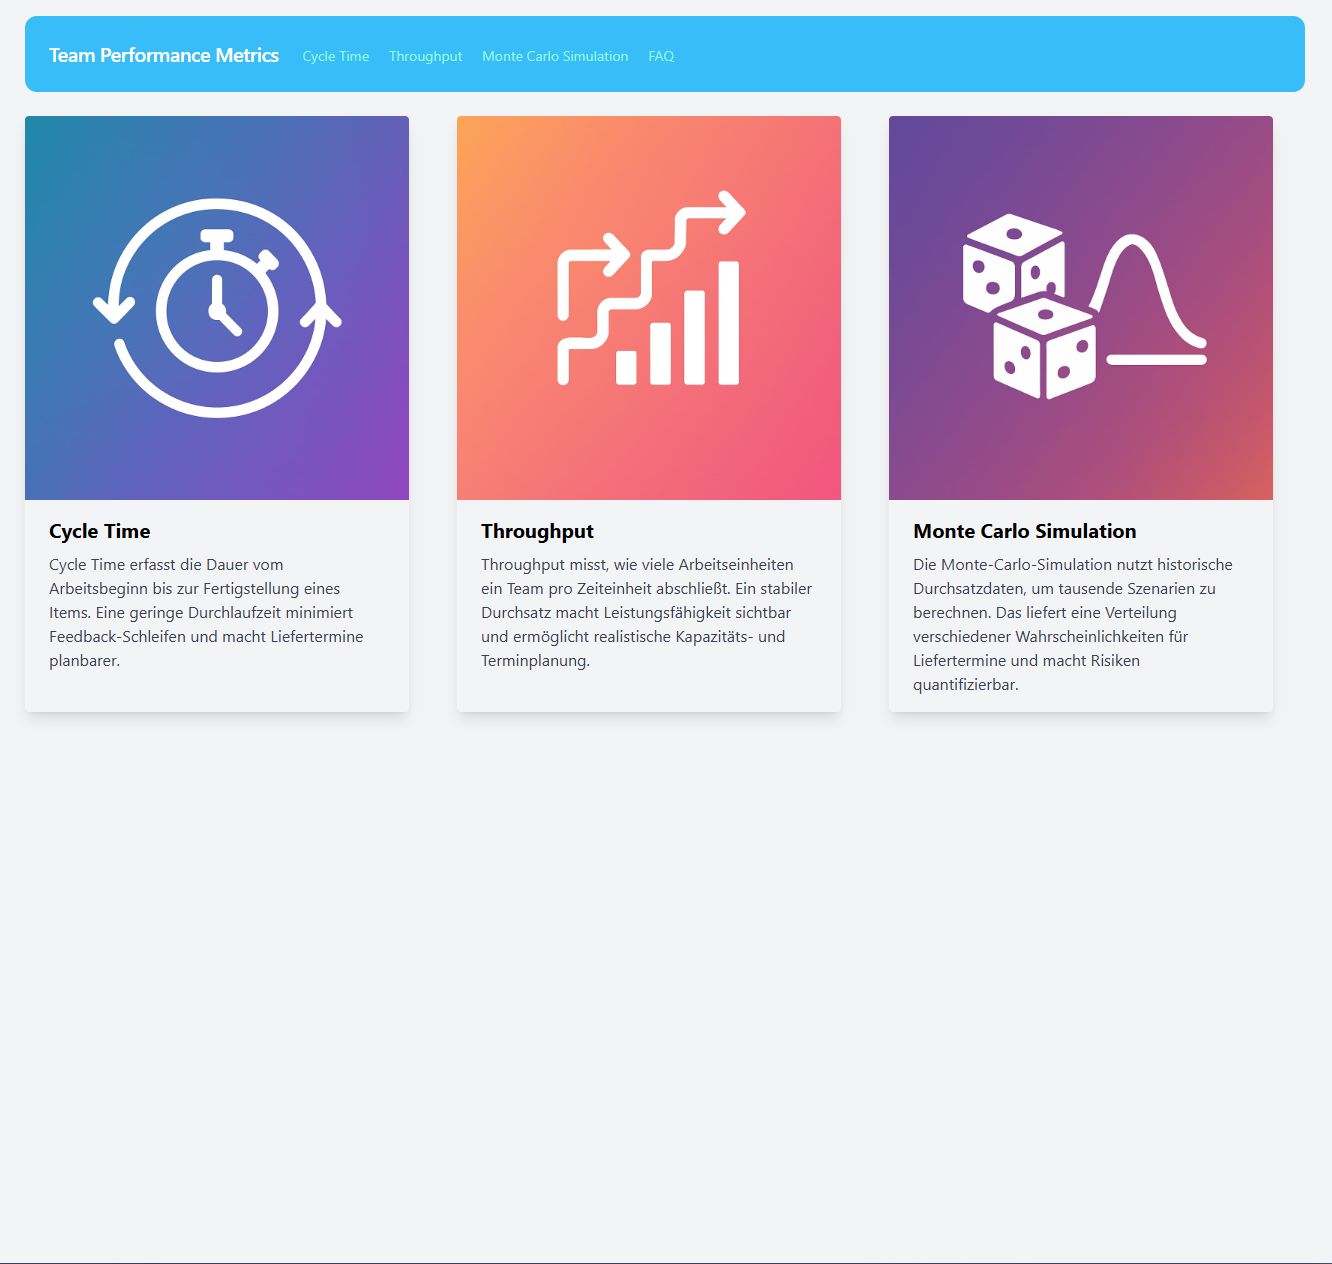 Team Performance Metrics Cycle Time Throughput Monte Carlo Simulation FAQ
Cycle Time
Cycle Time erfasst die Dauer vom
Arbeitsbeginn bis zur Fertigstellung eines
Items. Eine geringe Durchlaufzeit minimiert
Feedback-Schleifen und macht Liefertermine
planbarer.
Throughput
Throughput misst, wie viele Arbeitseinheiten
ein Team pro Zeiteinheit abschließt. Ein stabiler
Durchsatz macht Leistungsfähigkeit sichtbar
und ermöglicht realistische Kapazitäts- und
Terminplanung.
Monte Carlo Simulation
Die Monte-Carlo-Simulation nutzt historische
Durchsatzdaten, um tausende Szenarien zu
berechnen. Das liefert eine Verteilung
verschiedener Wahrscheinlichkeiten für
Liefertermine und macht Risiken
quantifizierbar.